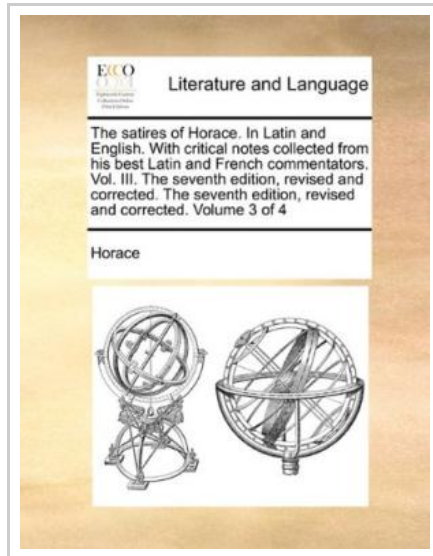 ECCO
Literature and Language
The satires of Horace. In Latin and
English. With critical notes collected from
his best Latin and French commentators.
Vol. III. The seventh edition, revised and
corrected. The seventh edition, revised
and corrected. Volume 3 of 4
Horace